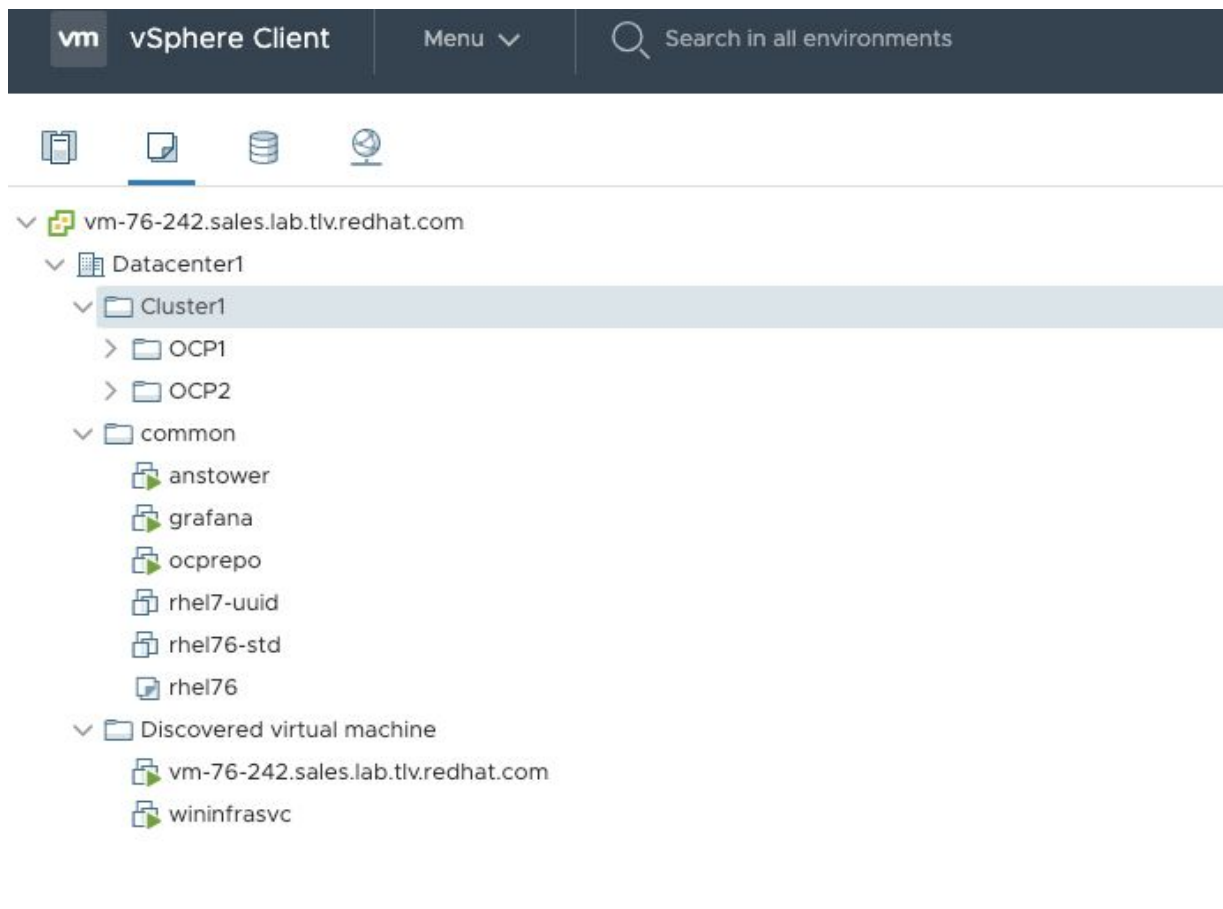 vm vSphere Client Menu Search in all environments
vm-76-242.sales.lab.tlv.redhat.com
Datacenter1
Cluster1
OCP1
OCP2
common
anstower
grafana
ocprepo
rhel7-uuid
rhel76-std
rhel76
Discovered virtual machine
vm-76-242.sales.lab.tlv.redhat.com
wininfrasvc